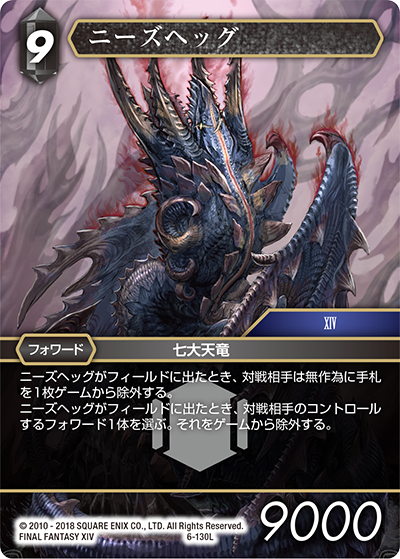 9
ニーズヘッグ
XIV
フォワード
七大天竜
ニーズヘッグがフィールドに出たとき、対戦相手は無作為に手札
を1枚ゲームから除外する。
ニーズヘッグがフィールドに出たとき、対戦相手のコントロール
するフォワード1体を選ぶ。それをゲームから除外する。
© 2010 - 2018 SQUARE ENIX CO., LTD. All Rights Reserved.
FINAL FANTASY XIV
6-130L
9000